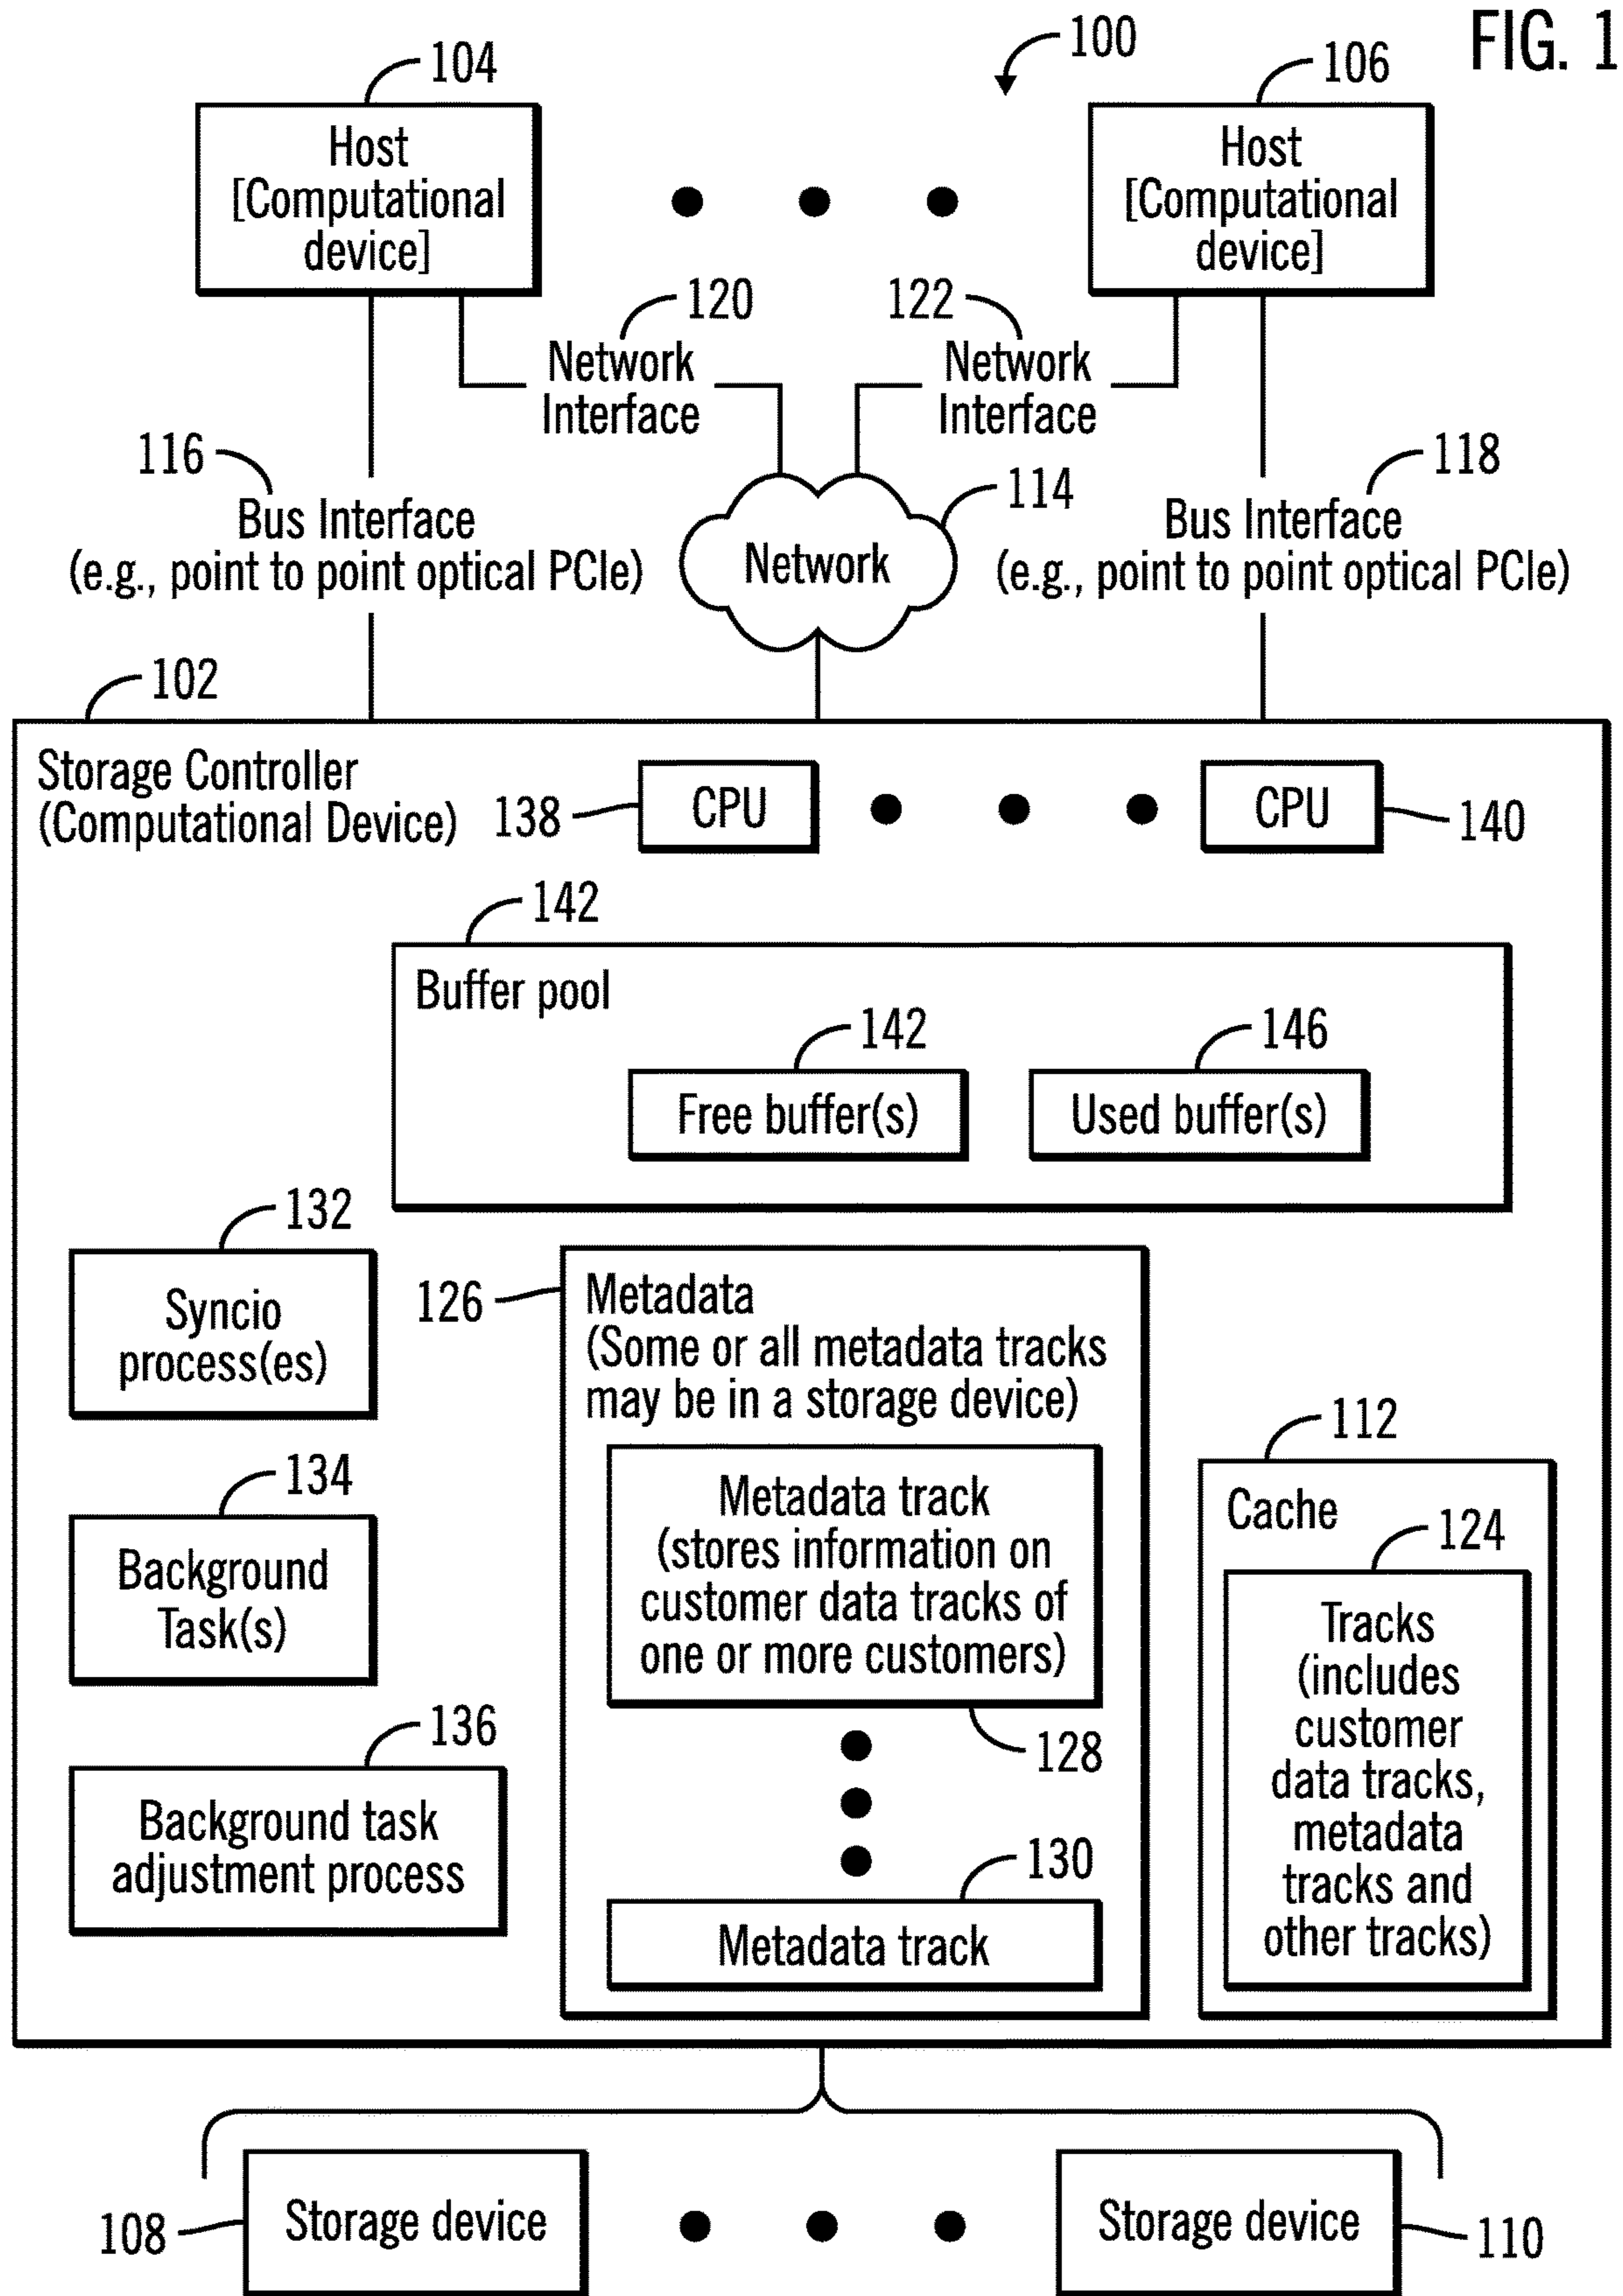 FIG. 1
100
104
106
Host
[Computational
device]
Host
[Computational
device]
120
122
Network
Interface
Network
Interface
116
118
114
Bus Interface
(e.g., point to point optical PCIe)
Network
Bus Interface
(e.g., point to point optical PCIe)
102
Storage Controller
(Computational Device)
138
CPU
CPU
140
142
Buffer pool
142
146
Free buffer(s)
Used buffer(s)
132
Syncio
process(es)
134
Background
Task(s)
136
Background task
adjustment process
126
Metadata
(Some or all metadata tracks
may be in a storage device)
Metadata track
(stores information on
customer data tracks of
one or more customers)
128
130
Metadata track
112
Cache
124
Tracks
(includes
customer
data tracks,
metadata
tracks and
other tracks)
108
Storage device
Storage device
110